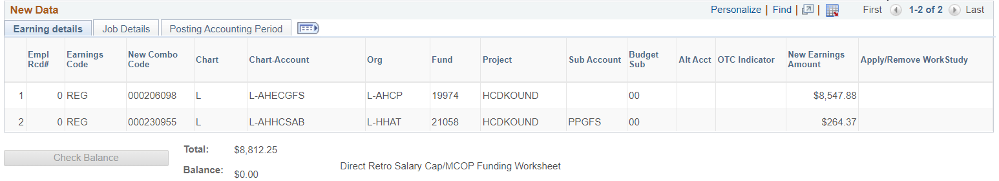 New Data
Personalize | Find | | First 1-2 of 2 Last
Earning details Job Details Posting Accounting Period
Empl Rcd# Earnings Code New Combo Code Chart Chart-Account Org Fund Project Sub Account Budget Sub Alt Acct OTC Indicator New Earnings Amount Apply/Remove WorkStudy
1 0 REG 000206098 L L-AHECGFS L-AHCP 19974 HCDKOUND 00 $8,547.88
2 0 REG 000230955 L L-AHHCSAB L-HHAT 21058 HCDKOUND PPGFS 00 $264.37
Check Balance
Total: $8,812.25
Balance: $0.00
Direct Retro Salary Cap/MCOP Funding Worksheet